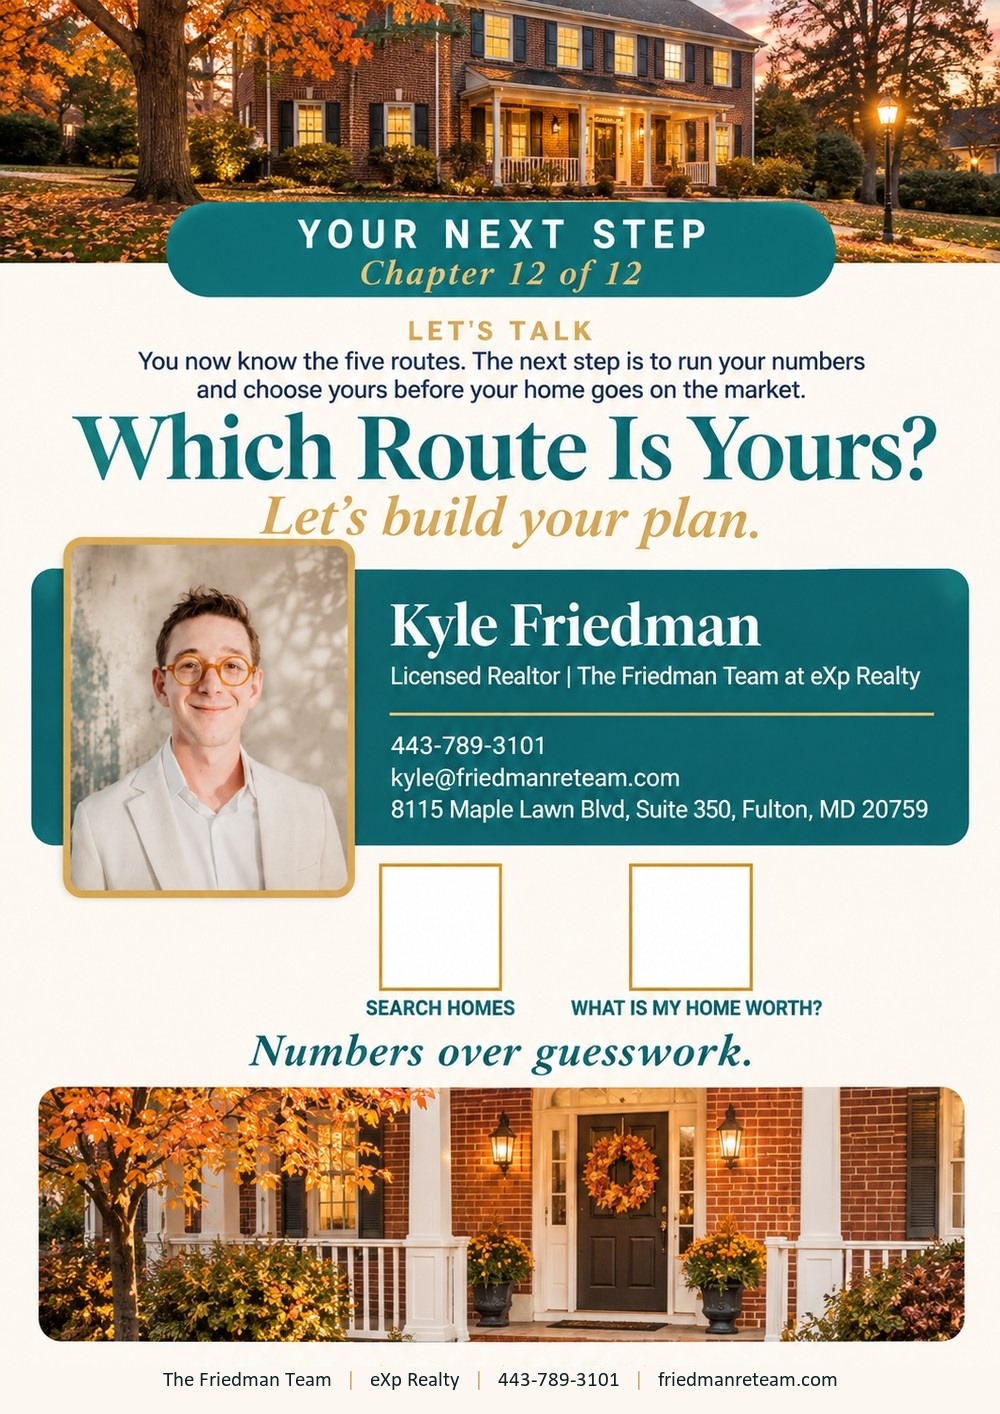 YOUR NEXT STEP
Chapter 12 of 12
LET'S TALK
You now know the five routes. The next step is to run your numbers
and choose yours before your home goes on the market.
Which Route Is Yours?
Let's build your plan.
Kyle Friedman
Licensed Realtor | The Friedman Team at eXp Realty
443-789-3101
kyle@friedmanreteam.com
8115 Maple Lawn Blvd, Suite 350, Fulton, MD 20759
SEARCH HOMES
WHAT IS MY HOME WORTH?
Numbers over guesswork.
The Friedman Team | eXp Realty | 443-789-3101 | friedmanreteam.com